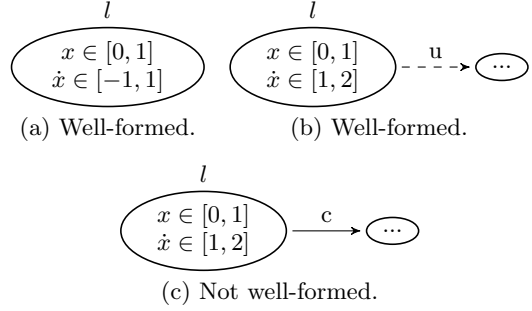 l
x ∈ [0, 1]
ẋ ∈ [−1, 1]
(a) Well-formed.
l
x ∈ [0, 1]
ẋ ∈ [1, 2]
u
...
(b) Well-formed.
l
x ∈ [0, 1]
ẋ ∈ [1, 2]
c
...
(c) Not well-formed.